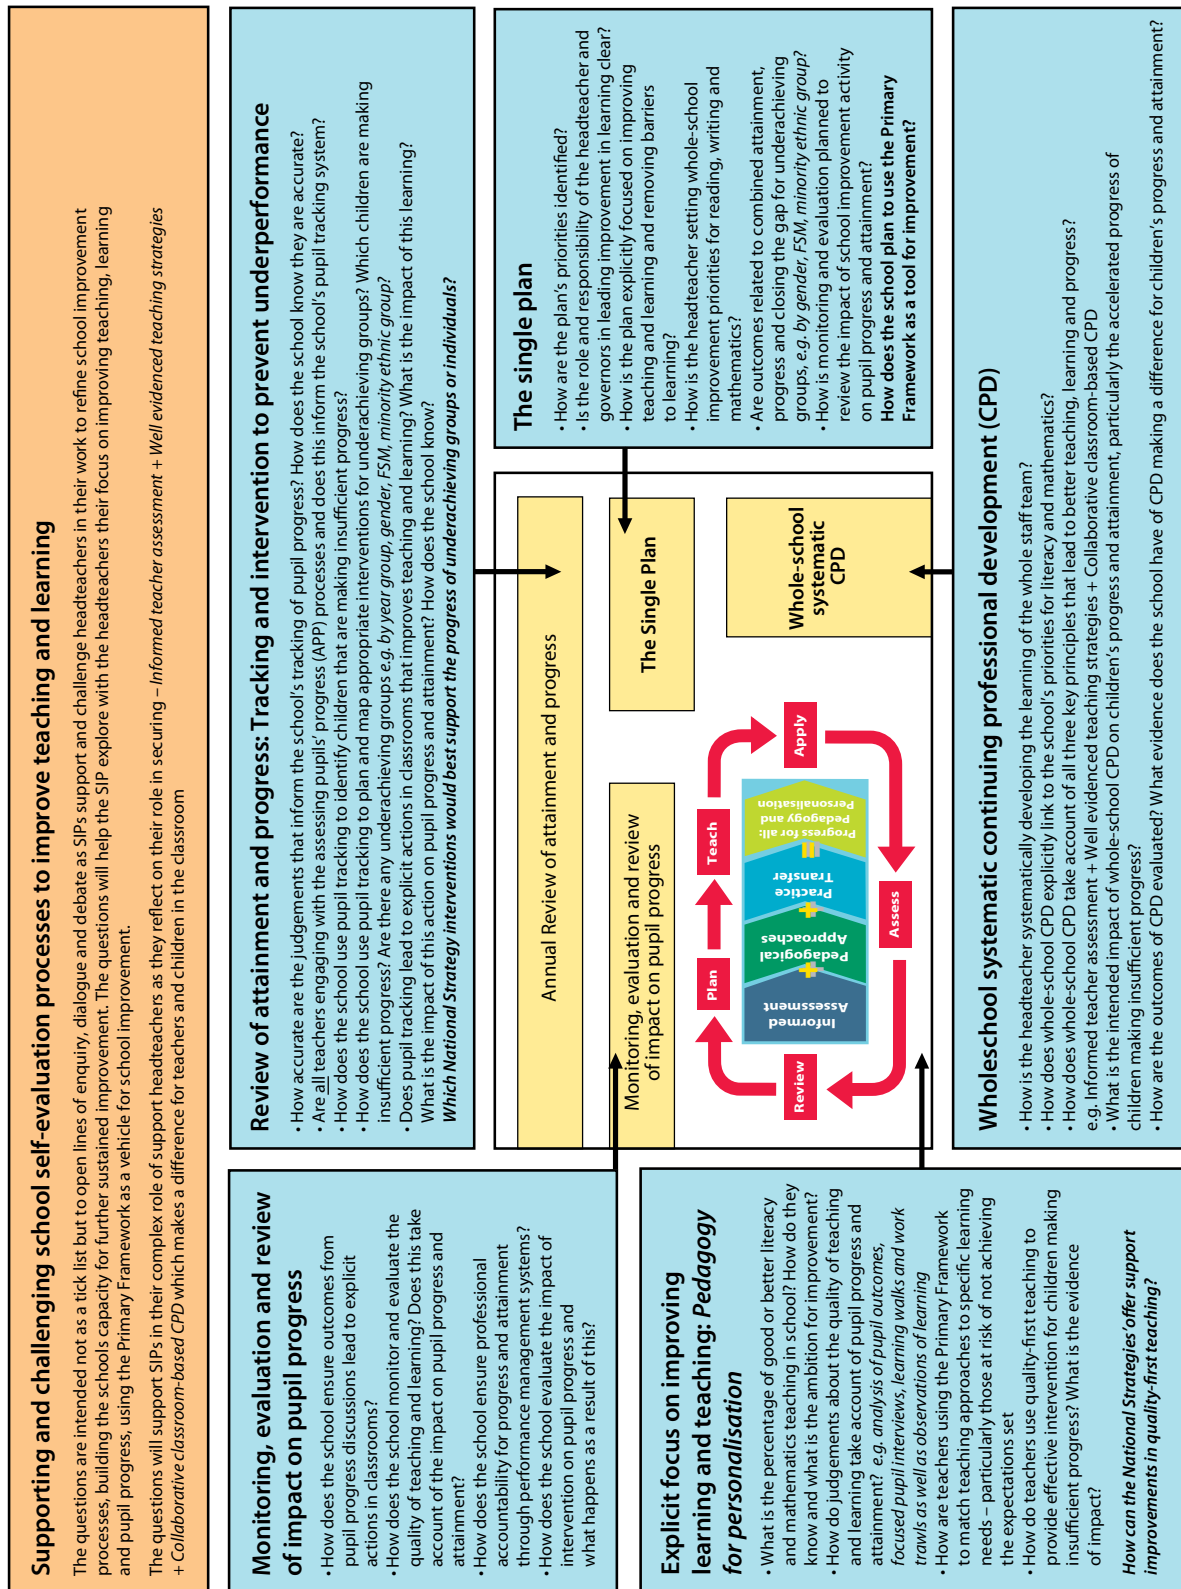 Supporting and challenging school self-evaluation processes to improve teaching and learning
The questions are intended not as a tick list but to open lines of enquiry, dialogue and debate as SIPs support and challenge headteachers in their work to refine school improvement
processes, building the schools capacity for further sustained improvement. The questions will help the SIP explore with the headteachers their focus on improving teaching, learning
and pupil progress, using the Primary Framework as a vehicle for school improvement.
The questions will support SIPs in their complex role of support headteachers as they reflect on their role in securing – Informed teacher assessment + Well evidenced teaching strategies
+ Collaborative classroom-based CPD which makes a difference for teachers and children in the classroom
Monitoring, evaluation and review
of impact on pupil progress
• How does the school ensure outcomes from
pupil progress discussions lead to explicit
actions in classrooms?
• How does the school monitor and evaluate the
quality of teaching and learning? Does this take
account of the impact on pupil progress and
attainment?
• How does the school ensure professional
accountability for progress and attainment
through performance management systems?
• How does the school evaluate the impact of
intervention on pupil progress and
what happens as a result of this?
Review of attainment and progress: Tracking and intervention to prevent underperformance
• How accurate are the judgements that inform the school's tracking of pupil progress? How does the school know they are accurate?
• Are all teachers engaging with the assessing pupils' progress (APP) processes and does this inform the school's pupil tracking system?
• How does the school use pupil tracking to identify children that are making insufficient progress?
• How does the school use pupil tracking to plan and map appropriate interventions for underachieving groups? Which children are making
insufficient progress? Are there any underachieving groups e.g. by year group, gender, FSM, minority ethnic group?
• Does pupil tracking lead to explicit actions in classrooms that improves teaching and learning? What is the impact of this learning?
What is the impact of this action on pupil progress and attainment? How does the school know?
Which National Strategy interventions would best support the progress of underachieving groups or individuals?
Annual Review of attainment and progress
Monitoring, evaluation and review
of impact on pupil progress
The Single Plan
Whole-school
systematic
CPD
Review
Plan
Teach
Apply
Assess
Informed
Assessment
+
Pedagogical
Approaches
+
Practice
Transfer
=
Progress for all:
Pedagogy and
Personalisation
The single plan
• How are the plan's priorities identified?
• Is the role and responsibility of the headteacher and
governors in leading improvement in learning clear?
• How is the plan explicitly focused on improving
teaching and learning and removing barriers
to learning?
• How is the headteacher setting whole-school
improvement priorities for reading, writing and
mathematics?
• Are outcomes related to combined attainment,
progress and closing the gap for underachieving
groups, e.g. by gender, FSM, minority ethnic group?
• How is monitoring and evaluation planned to
review the impact of school improvement activity
on pupil progress and attainment?
How does the school plan to use the Primary
Framework as a tool for improvement?
Explicit focus on improving
learning and teaching: Pedagogy
for personalisation
• What is the percentage of good or better literacy
and mathematics teaching in school? How do they
know and what is the ambition for improvement?
• How do judgements about the quality of teaching
and learning take account of pupil progress and
attainment? e.g. analysis of pupil outcomes,
focused pupil interviews, learning walks and work
trawls as well as observations of learning
• How are teachers using the Primary Framework
to match teaching approaches to specific learning
needs – particularly those at risk of not achieving
the expectations set
• How do teachers use quality-first teaching to
provide effective intervention for children making
insufficient progress? What is the evidence
of impact?
How can the National Strategies' offer support
improvements in quality-first teaching?
Wholeschool systematic continuing professional development (CPD)
• How is the headteacher systematically developing the learning of the whole staff team?
• How does whole-school CPD explicitly link to the school's priorities for literacy and mathematics?
• How does whole-school CPD take account of all three key principles that lead to better teaching, learning and progress?
e.g. Informed teacher assessment + Well evidenced teaching strategies + Collaborative classroom-based CPD
• What is the intended impact of whole-school CPD on children's progress and attainment, particularly the accelerated progress of
children making insufficient progress?
• How are the outcomes of CPD evaluated? What evidence does the school have of CPD making a difference for children's progress and attainment?